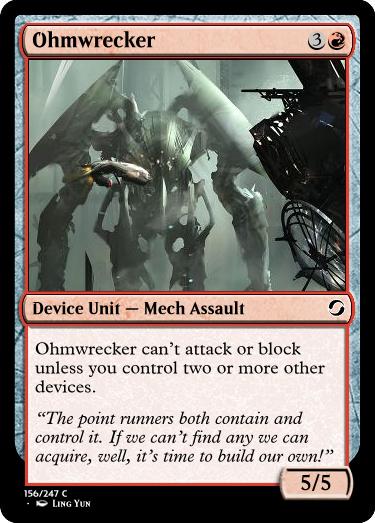 Ohmwrecker 3
Device Unit — Mech Assault
Ohmwrecker can't attack or block
unless you control two or more other
devices.
“The point runners both contain and
control it. If we can't find any we can
acquire, well, it's time to build our own!”
5/5
156/247 C
· Ling Yun